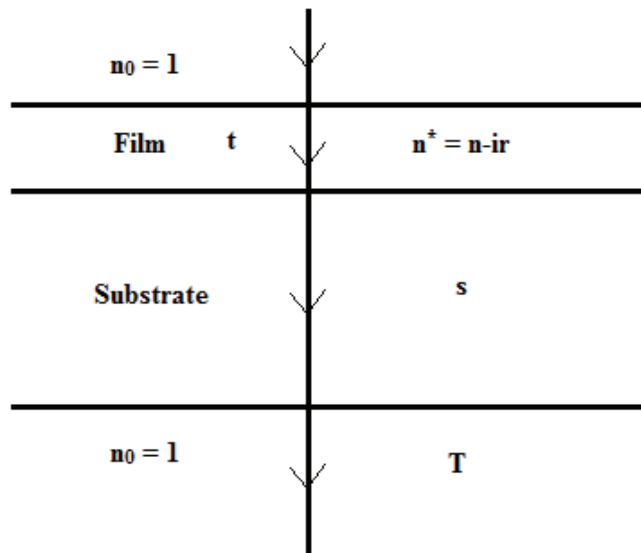 n₀ = 1
Film t n* = n-ir
Substrate s
n₀ = 1 T